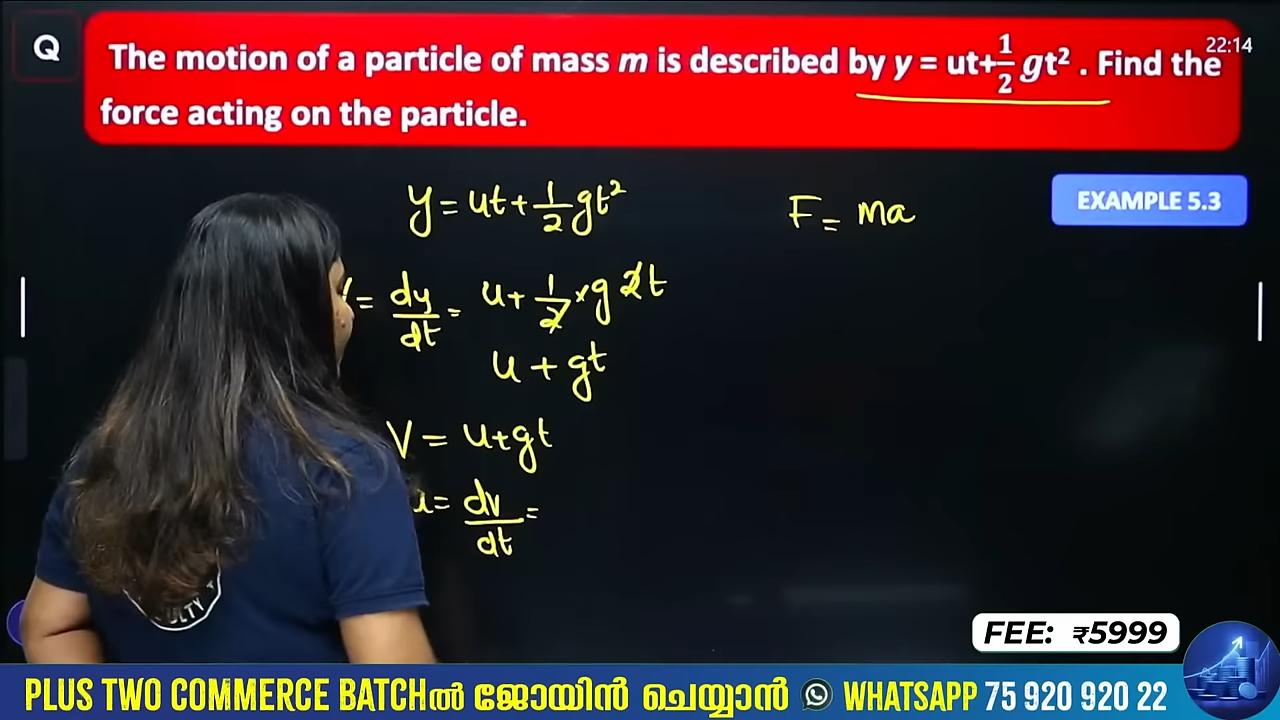 Q
The motion of a particle of mass m is described by y = ut+1/2 gt² . Find the
22:14
force acting on the particle.
EXAMPLE 5.3
y = ut + 1/2 gt²
F = ma
= dy/dt = u + 1/2 × g 2t
u + gt
V = u+gt
= dv/dt =
ULTY
FEE: ₹5999
PLUS TWO COMMERCE BATCHൽ ജോയിൻ ചെയ്യാൻ WHATSAPP 75 920 920 22